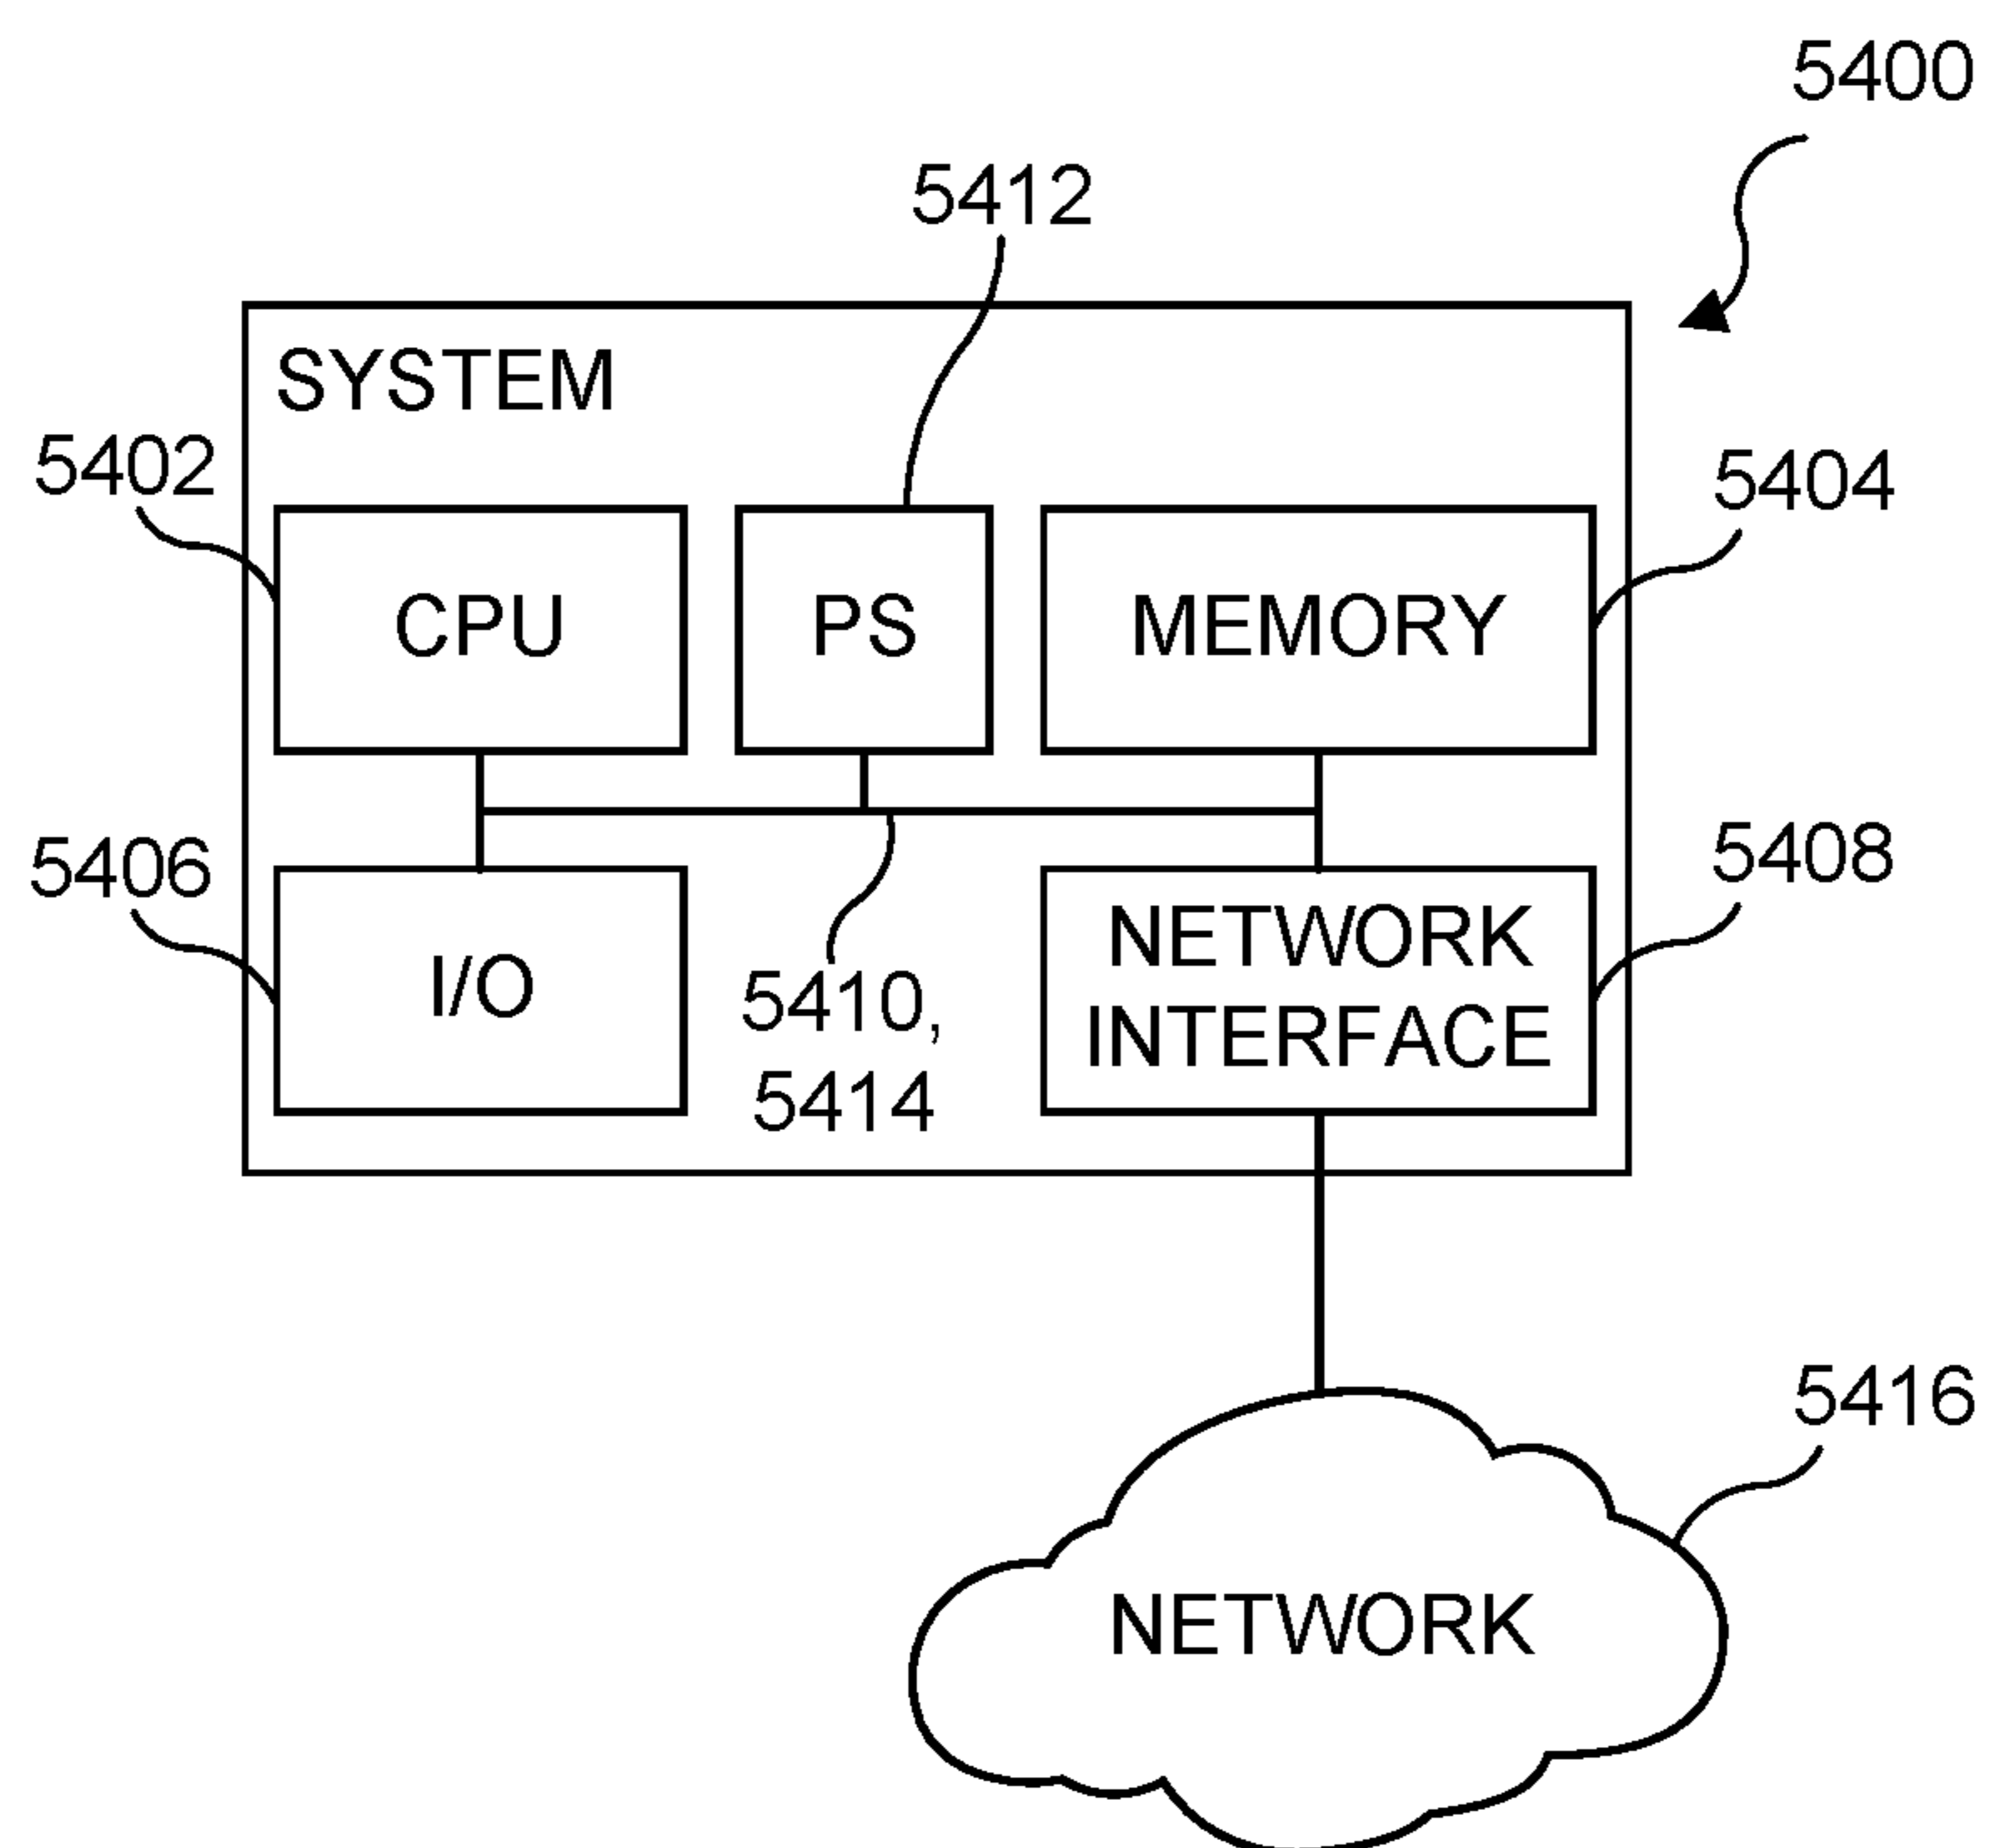 5400
5412
SYSTEM
5402
5404
CPU
PS
MEMORY
5406
5408
I/O
NETWORK
INTERFACE
5410,
5414
5416
NETWORK